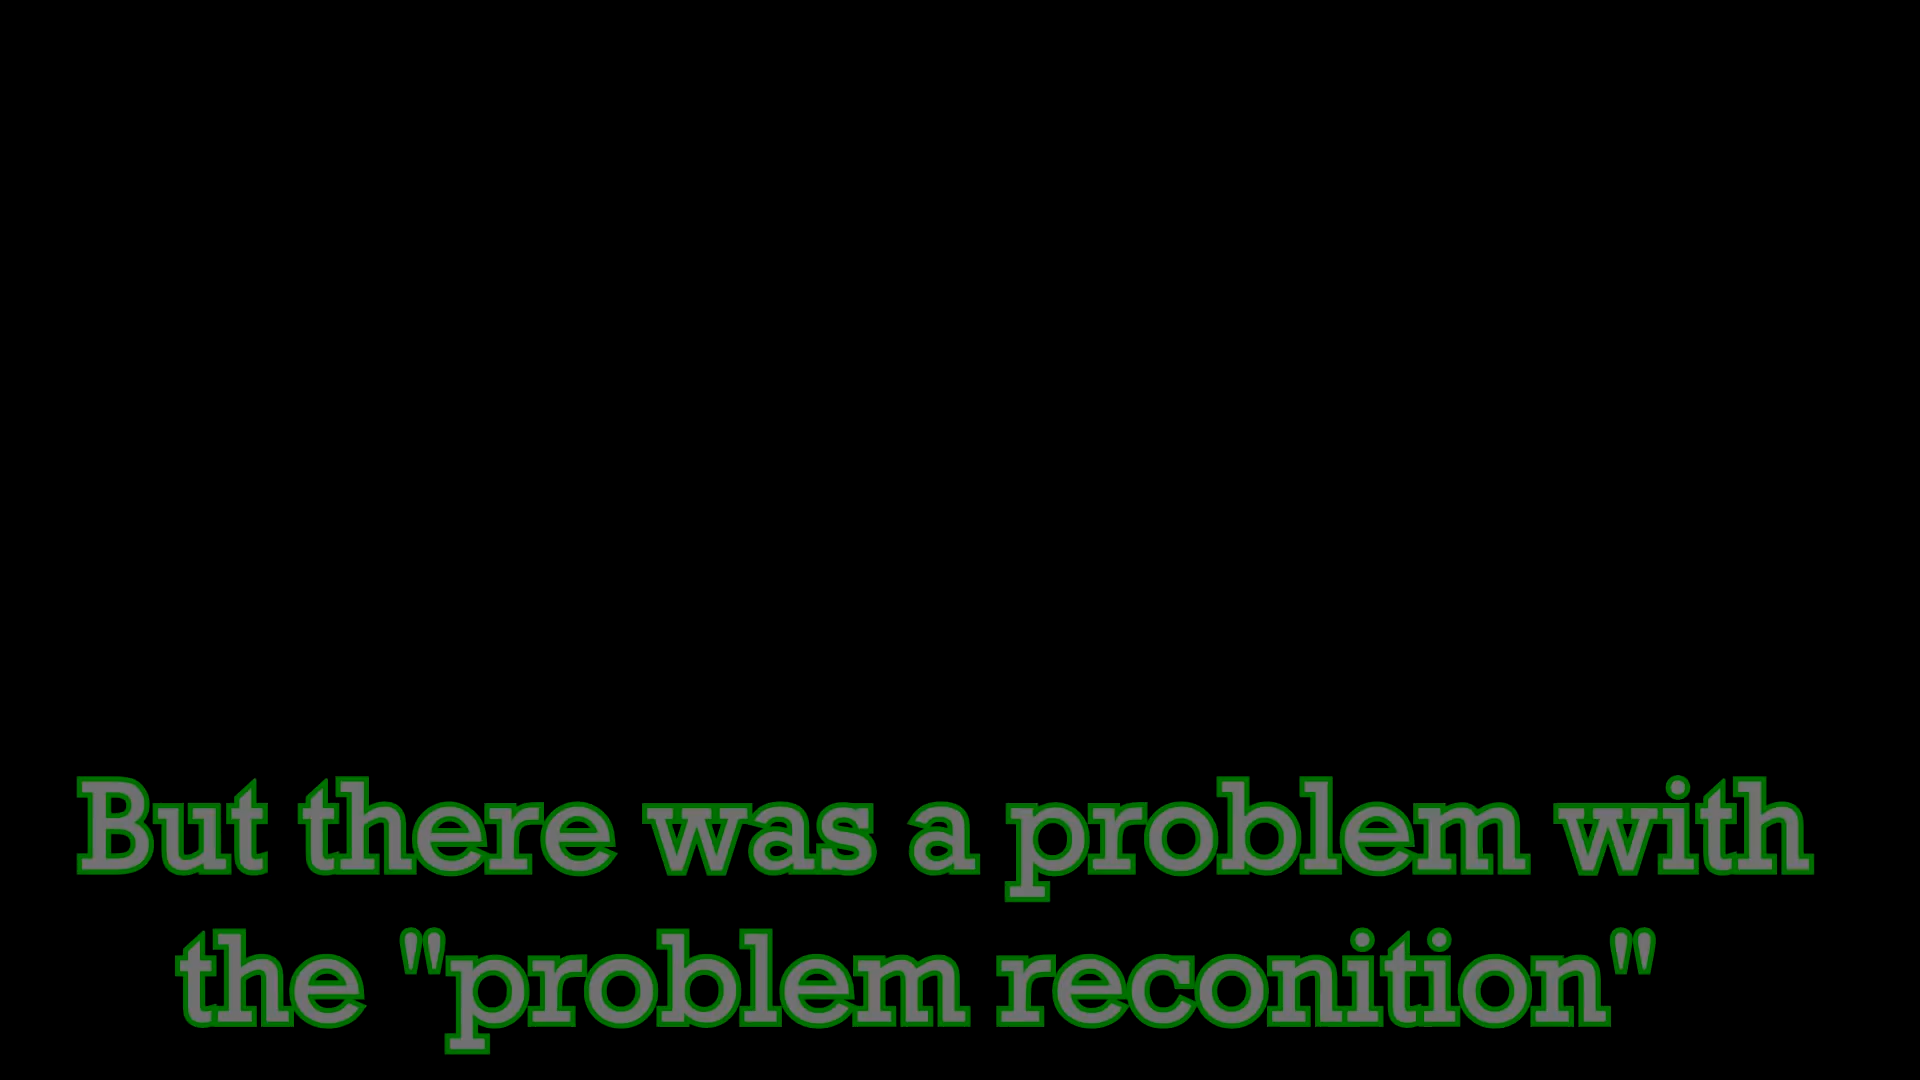 But there was a problem with
the "problem reconition"